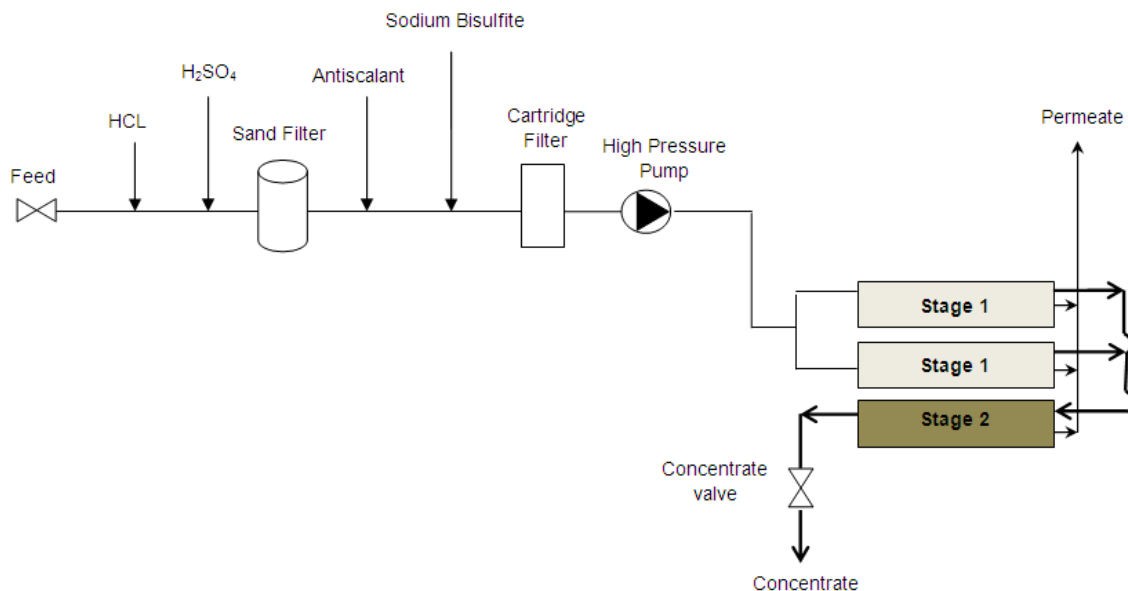 Sodium Bisulfite
H₂SO₄
Antiscalant
HCL
Sand Filter
Cartridge
Filter
High Pressure
Pump
Permeate
Feed
Stage 1
Stage 1
Stage 2
Concentrate
valve
Concentrate